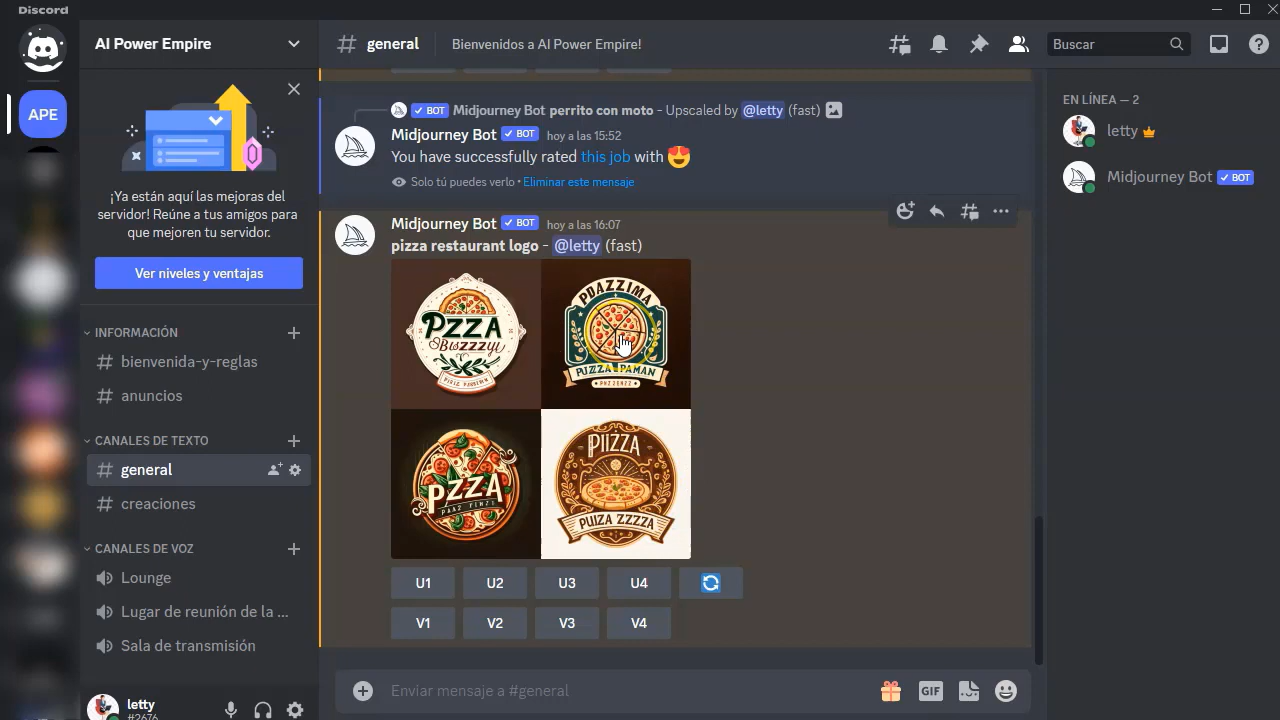 Discord
AI Power Empire
general
Bienvenidos a AI Power Empire!
Buscar
APE
¡Ya están aquí las mejoras del
servidor! Reúne a tus amigos para
que mejoren tu servidor.
Ver niveles y ventajas
INFORMACIÓN
bienvenida-y-reglas
anuncios
CANALES DE TEXTO
general
creaciones
CANALES DE VOZ
Lounge
Lugar de reunión de la ...
Sala de transmisión
letty
#2676
BOT Midjourney Bot perrito con moto - Upscaled by @letty (fast)
Midjourney Bot BOT hoy a las 15:52
You have successfully rated this job with 😍
Solo tú puedes verlo • Eliminar este mensaje
Midjourney Bot BOT hoy a las 16:07
pizza restaurant logo - @letty (fast)
PZZA
PDAZZIMA
PUZZA PAMAN
PZZA
PIIZZA
PUIZA ZZZZA
U1 U2 U3 U4
V1 V2 V3 V4
Enviar mensaje a #general
GIF
EN LÍNEA — 2
letty
Midjourney Bot BOT